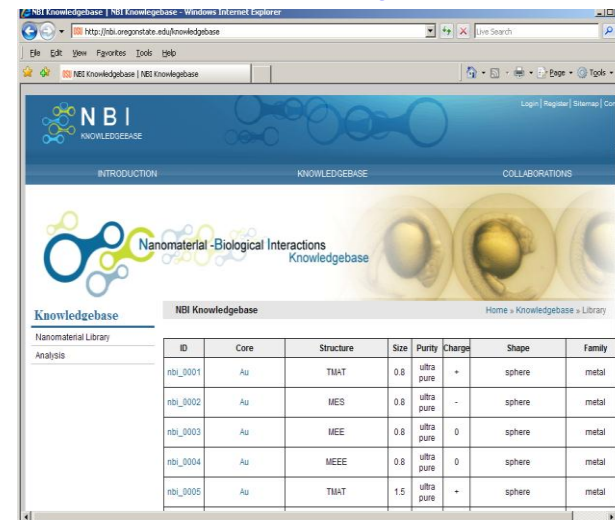 NBI Knowledgebase | NBI Knowlegebase - Windows Internet Explorer
http://nbi.oregonstate.edu/knowledgebase
Live Search
File Edit View Favorites Tools Help
NBI Knowledgebase | NBI Knowlegebase
Page Tools
Login | Register | Sitemap | Con
NBI
KNOWLEDGEBASE
INTRODUCTION KNOWLEDGEBASE COLLABORATIONS
Nanomaterial -Biological Interactions
Knowledgebase
Knowledgebase
NBI Knowledgebase
Home » Knowledgebase » Library
Nanomaterial Library
Analysis
ID Core Structure Size Purity Charge Shape Family
nbi_0001 Au TMAT 0.8 ultra pure + sphere metal
nbi_0002 Au MES 0.8 ultra pure - sphere metal
nbi_0003 Au MEE 0.8 ultra pure 0 sphere metal
nbi_0004 Au MEEE 0.8 ultra pure 0 sphere metal
nbi_0005 Au TMAT 1.5 ultra pure + sphere metal